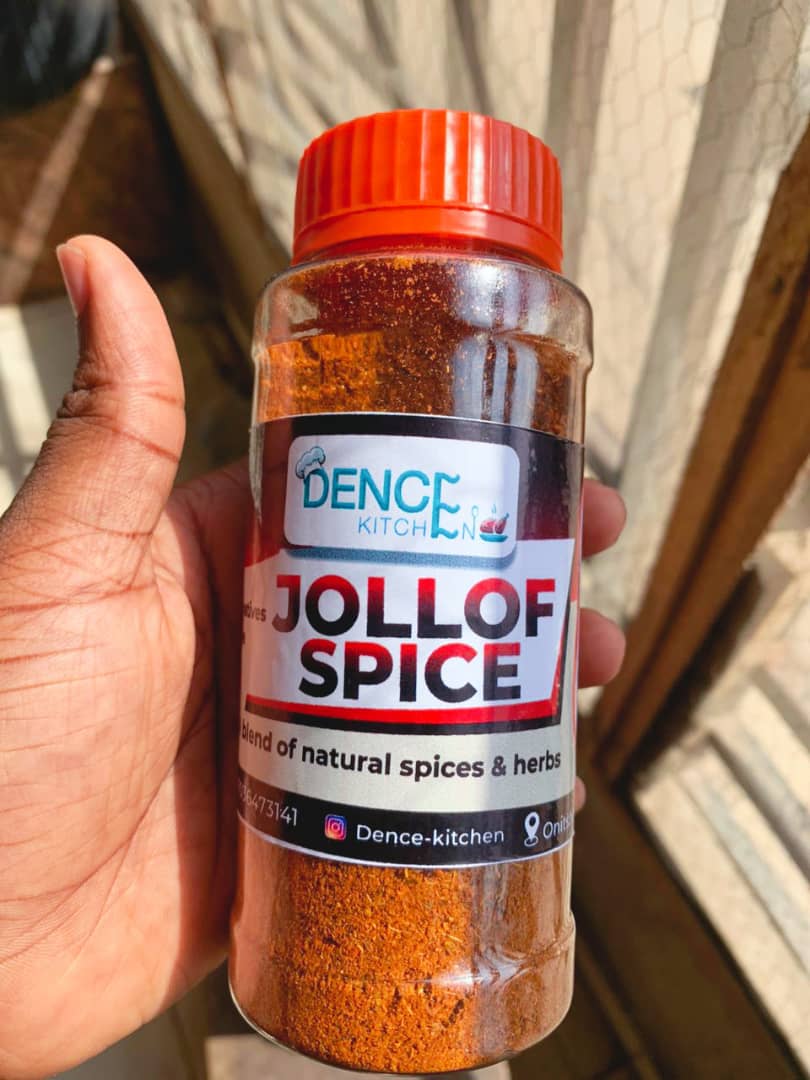 DENCE
KITCHEN
JOLLOF
SPICE
blend of natural spices & herbs
Dence-kitchen